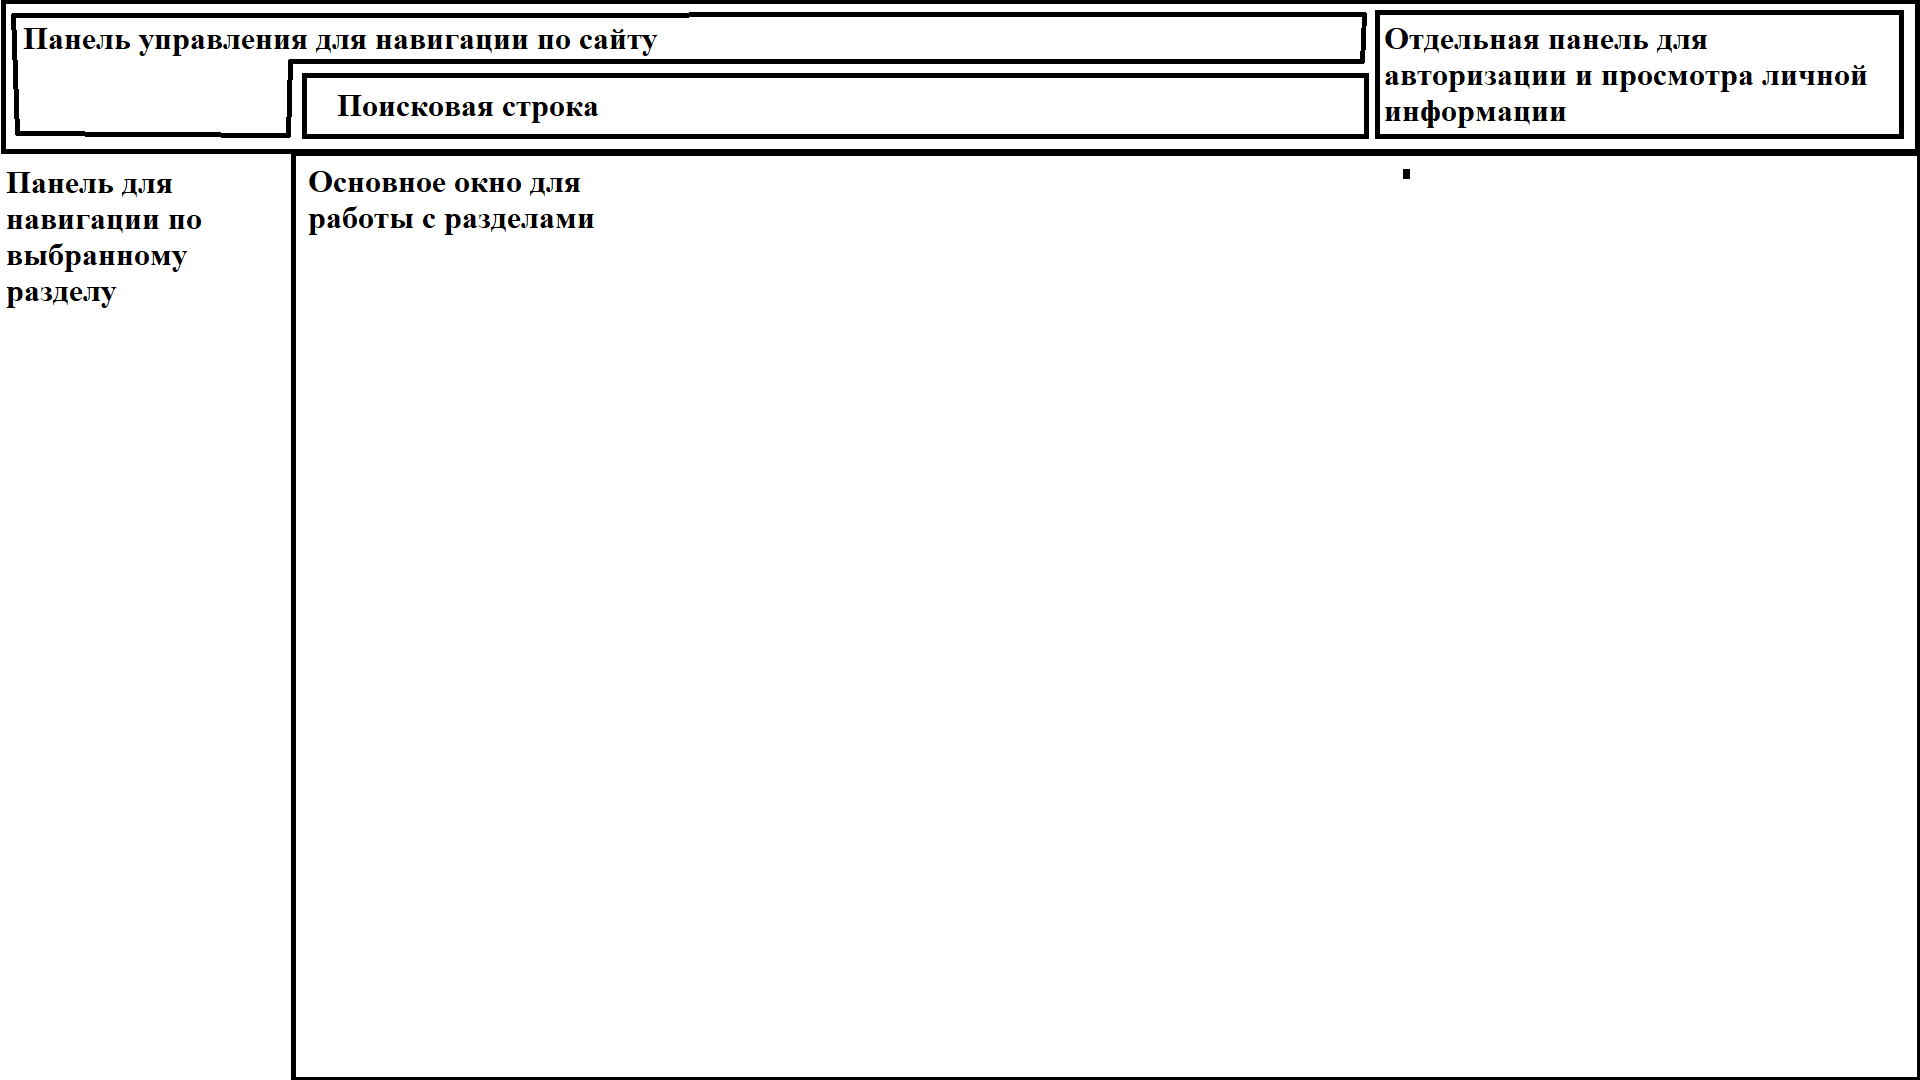 Панель управления для навигации по сайту
Поисковая строка
Отдельная панель для
авторизации и просмотра личной
информации
Панель для
навигации по
выбранному
разделу
Основное окно для
работы с разделами